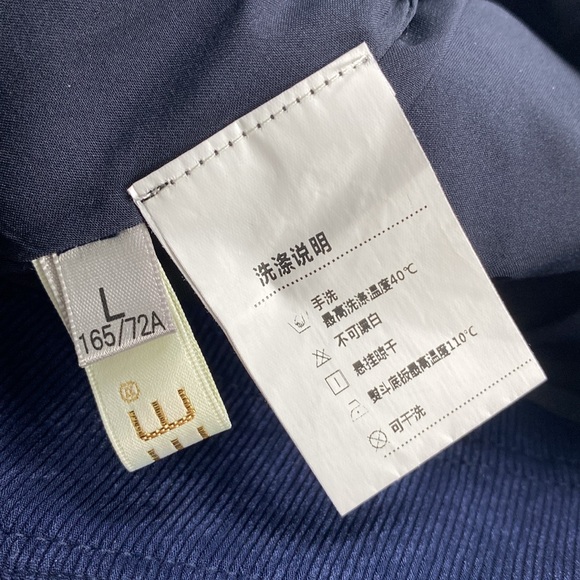 洗涤说明
手洗
最高洗涤温度40℃
不可漂白
悬挂晾干
熨斗底板最高温度110℃
可干洗
L
165/72A